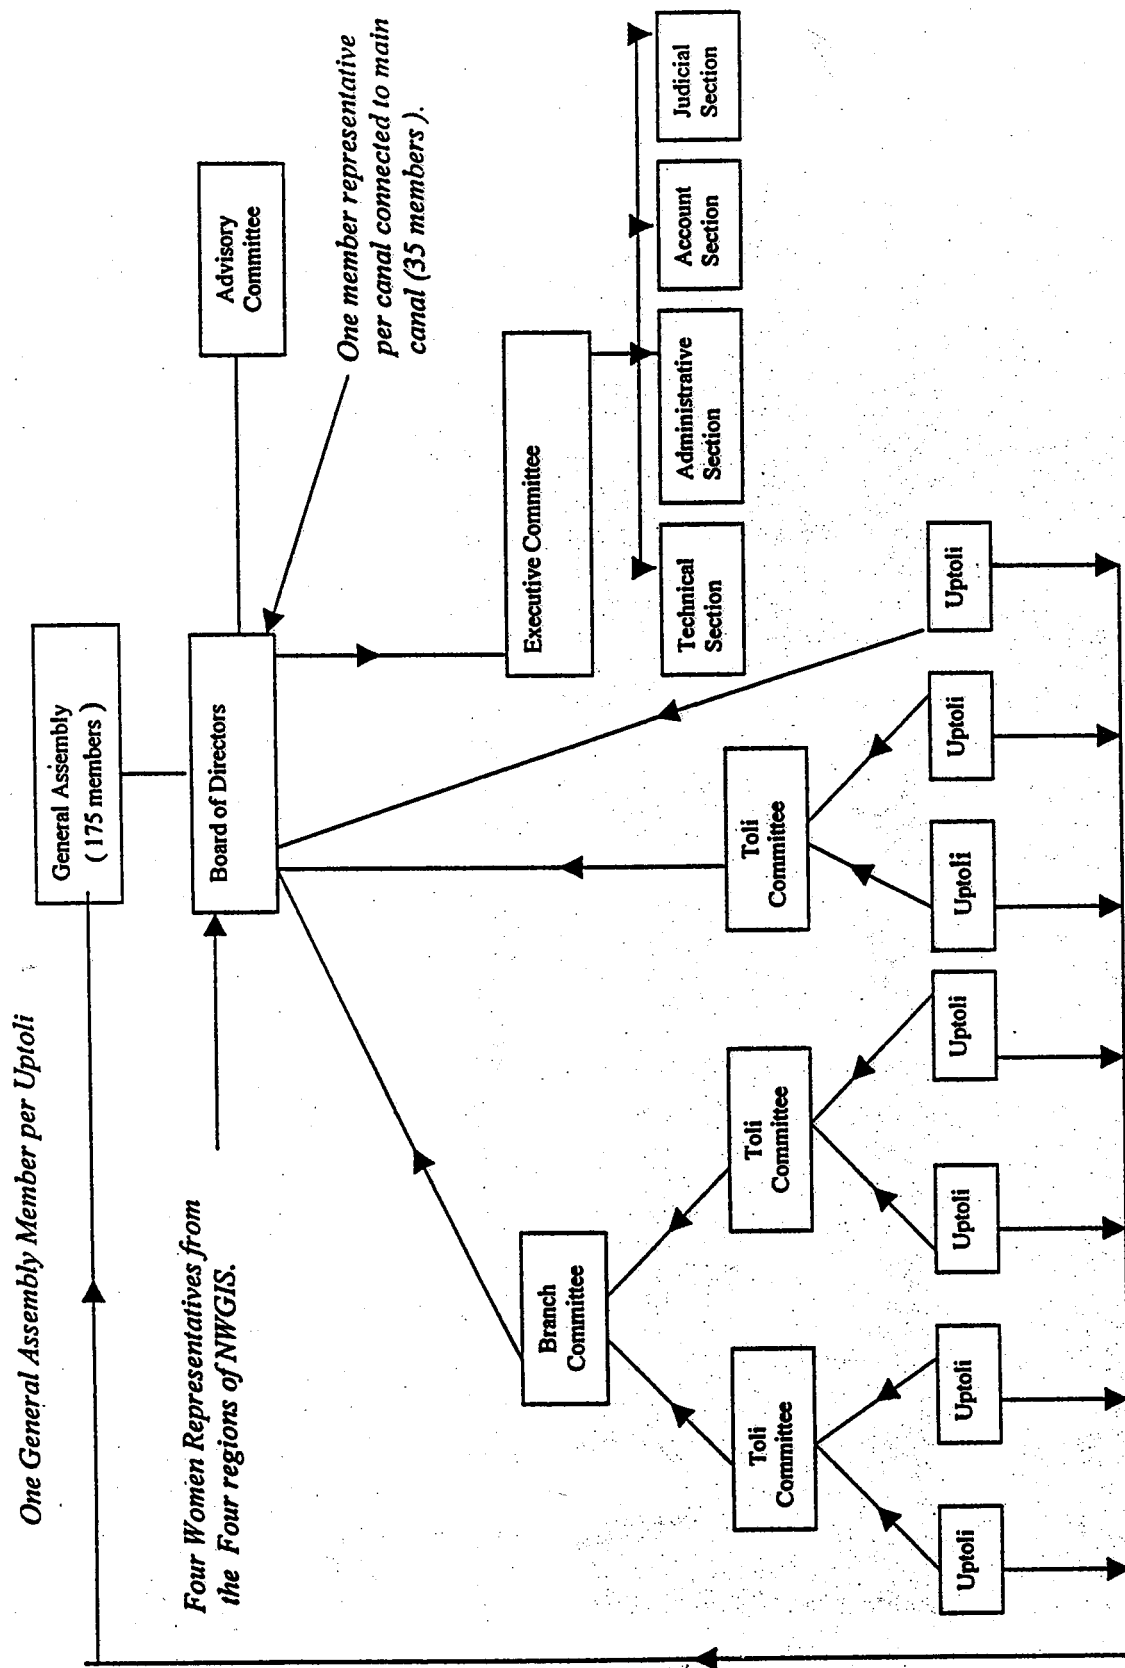 One General Assembly Member per Uptoli
General Assembly
( 175 members )
Four Women Representatives from
the Four regions of NWGIS.
Board of Directors
Advisory
Committee
One member representative
per canal connected to main
canal (35 members ).
Branch
Committee
Executive Committee
Toli
Committee
Toli
Committee
Toli
Committee
Technical
Section
Administrative
Section
Account
Section
Judicial
Section
Uptoli
Uptoli
Uptoli
Uptoli
Uptoli
Uptoli
Uptoli